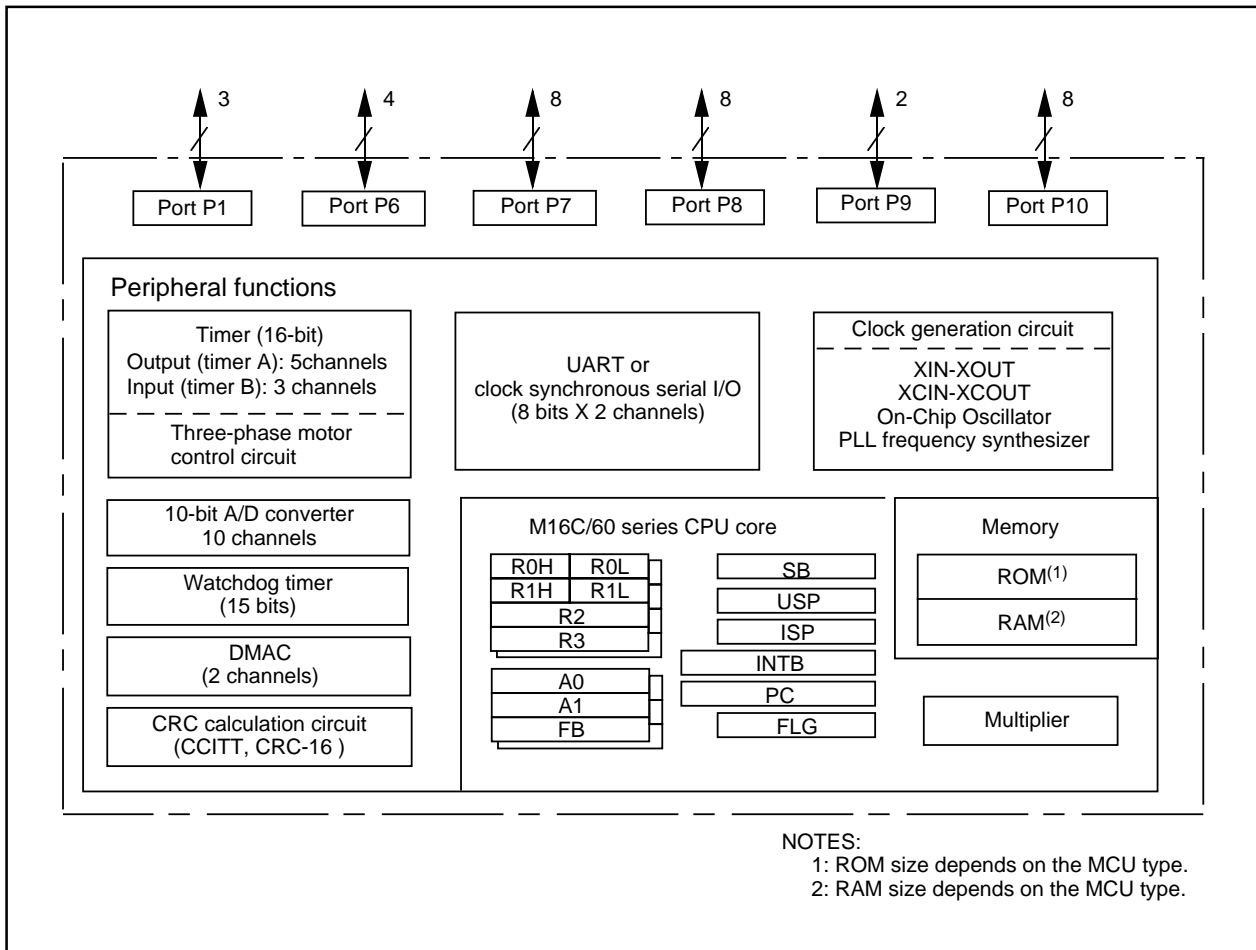 3
4
8
8
2
8
Port P1
Port P6
Port P7
Port P8
Port P9
Port P10
Peripheral functions
Timer (16-bit)
Output (timer A): 5channels
Input (timer B): 3 channels
Three-phase motor
control circuit
UART or
clock synchronous serial I/O
(8 bits X 2 channels)
Clock generation circuit
XIN-XOUT
XCIN-XCOUT
On-Chip Oscillator
PLL frequency synthesizer
10-bit A/D converter
10 channels
Watchdog timer
(15 bits)
DMAC
(2 channels)
CRC calculation circuit
(CCITT, CRC-16 )
M16C/60 series CPU core
R0H
R0L
R1H
R1L
R2
R3
A0
A1
FB
SB
USP
ISP
INTB
PC
FLG
Memory
ROM(1)
RAM(2)
Multiplier
NOTES:
1: ROM size depends on the MCU type.
2: RAM size depends on the MCU type.